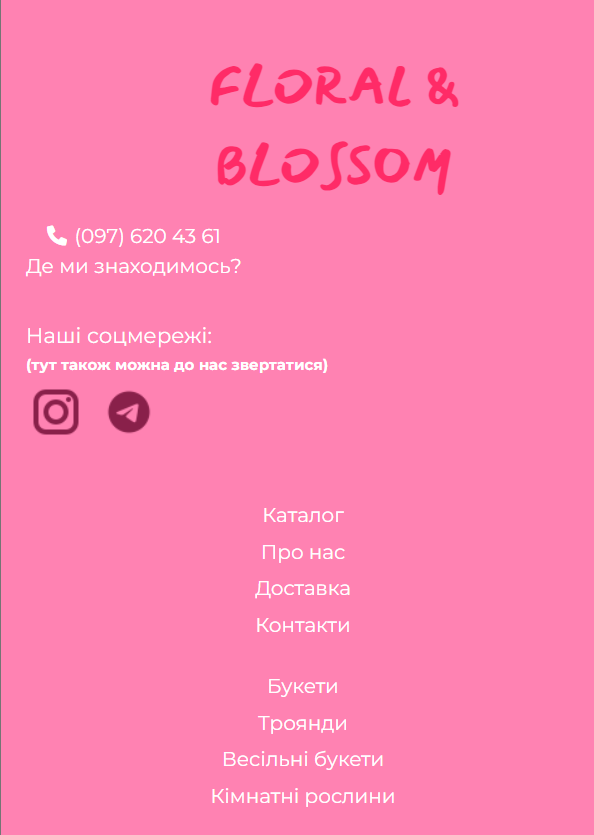 FLORAL &
BLOSSOM
(097) 620 43 61
Де ми знаходимось?
Наші соцмережі:
(тут також можна до нас звертатися)
Каталог
Про нас
Доставка
Контакти
Букети
Троянди
Весільні букети
Кімнатні рослини